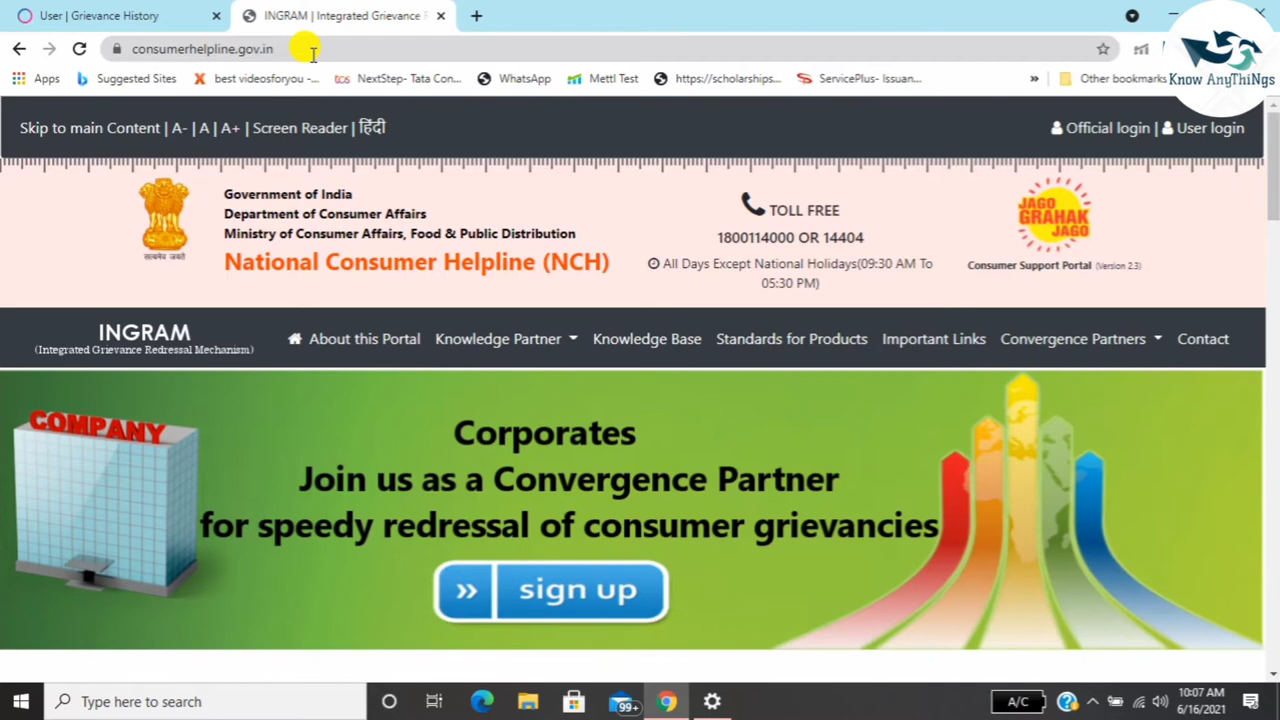 User | Grievance History
INGRAM | Integrated Grievance R
consumerhelpline.gov.in
Apps
Suggested Sites
best videosforyou -...
NextStep- Tata Con...
WhatsApp
Mettl Test
https://scholarships...
ServicePlus- Issuan...
»
Other bookmarks
Know AnyThiNgs
Skip to main Content | A- | A | A+ | Screen Reader | हिंदी
Official login | User login
सत्यमेव जयते
Government of India
Department of Consumer Affairs
Ministry of Consumer Affairs, Food & Public Distribution
National Consumer Helpline (NCH)
TOLL FREE
1800114000 OR 14404
All Days Except National Holidays(09:30 AM To
05:30 PM)
JAGO
GRAHAK
JAGO
Consumer Support Portal (Version 2.3)
INGRAM
(Integrated Grievance Redressal Mechanism)
About this Portal
Knowledge Partner
Knowledge Base
Standards for Products
Important Links
Convergence Partners
Contact
COMPANY
Corporates
Join us as a Convergence Partner
for speedy redressal of consumer grievancies
» sign up
Type here to search
99+
A/C
10:07 AM
6/16/2021